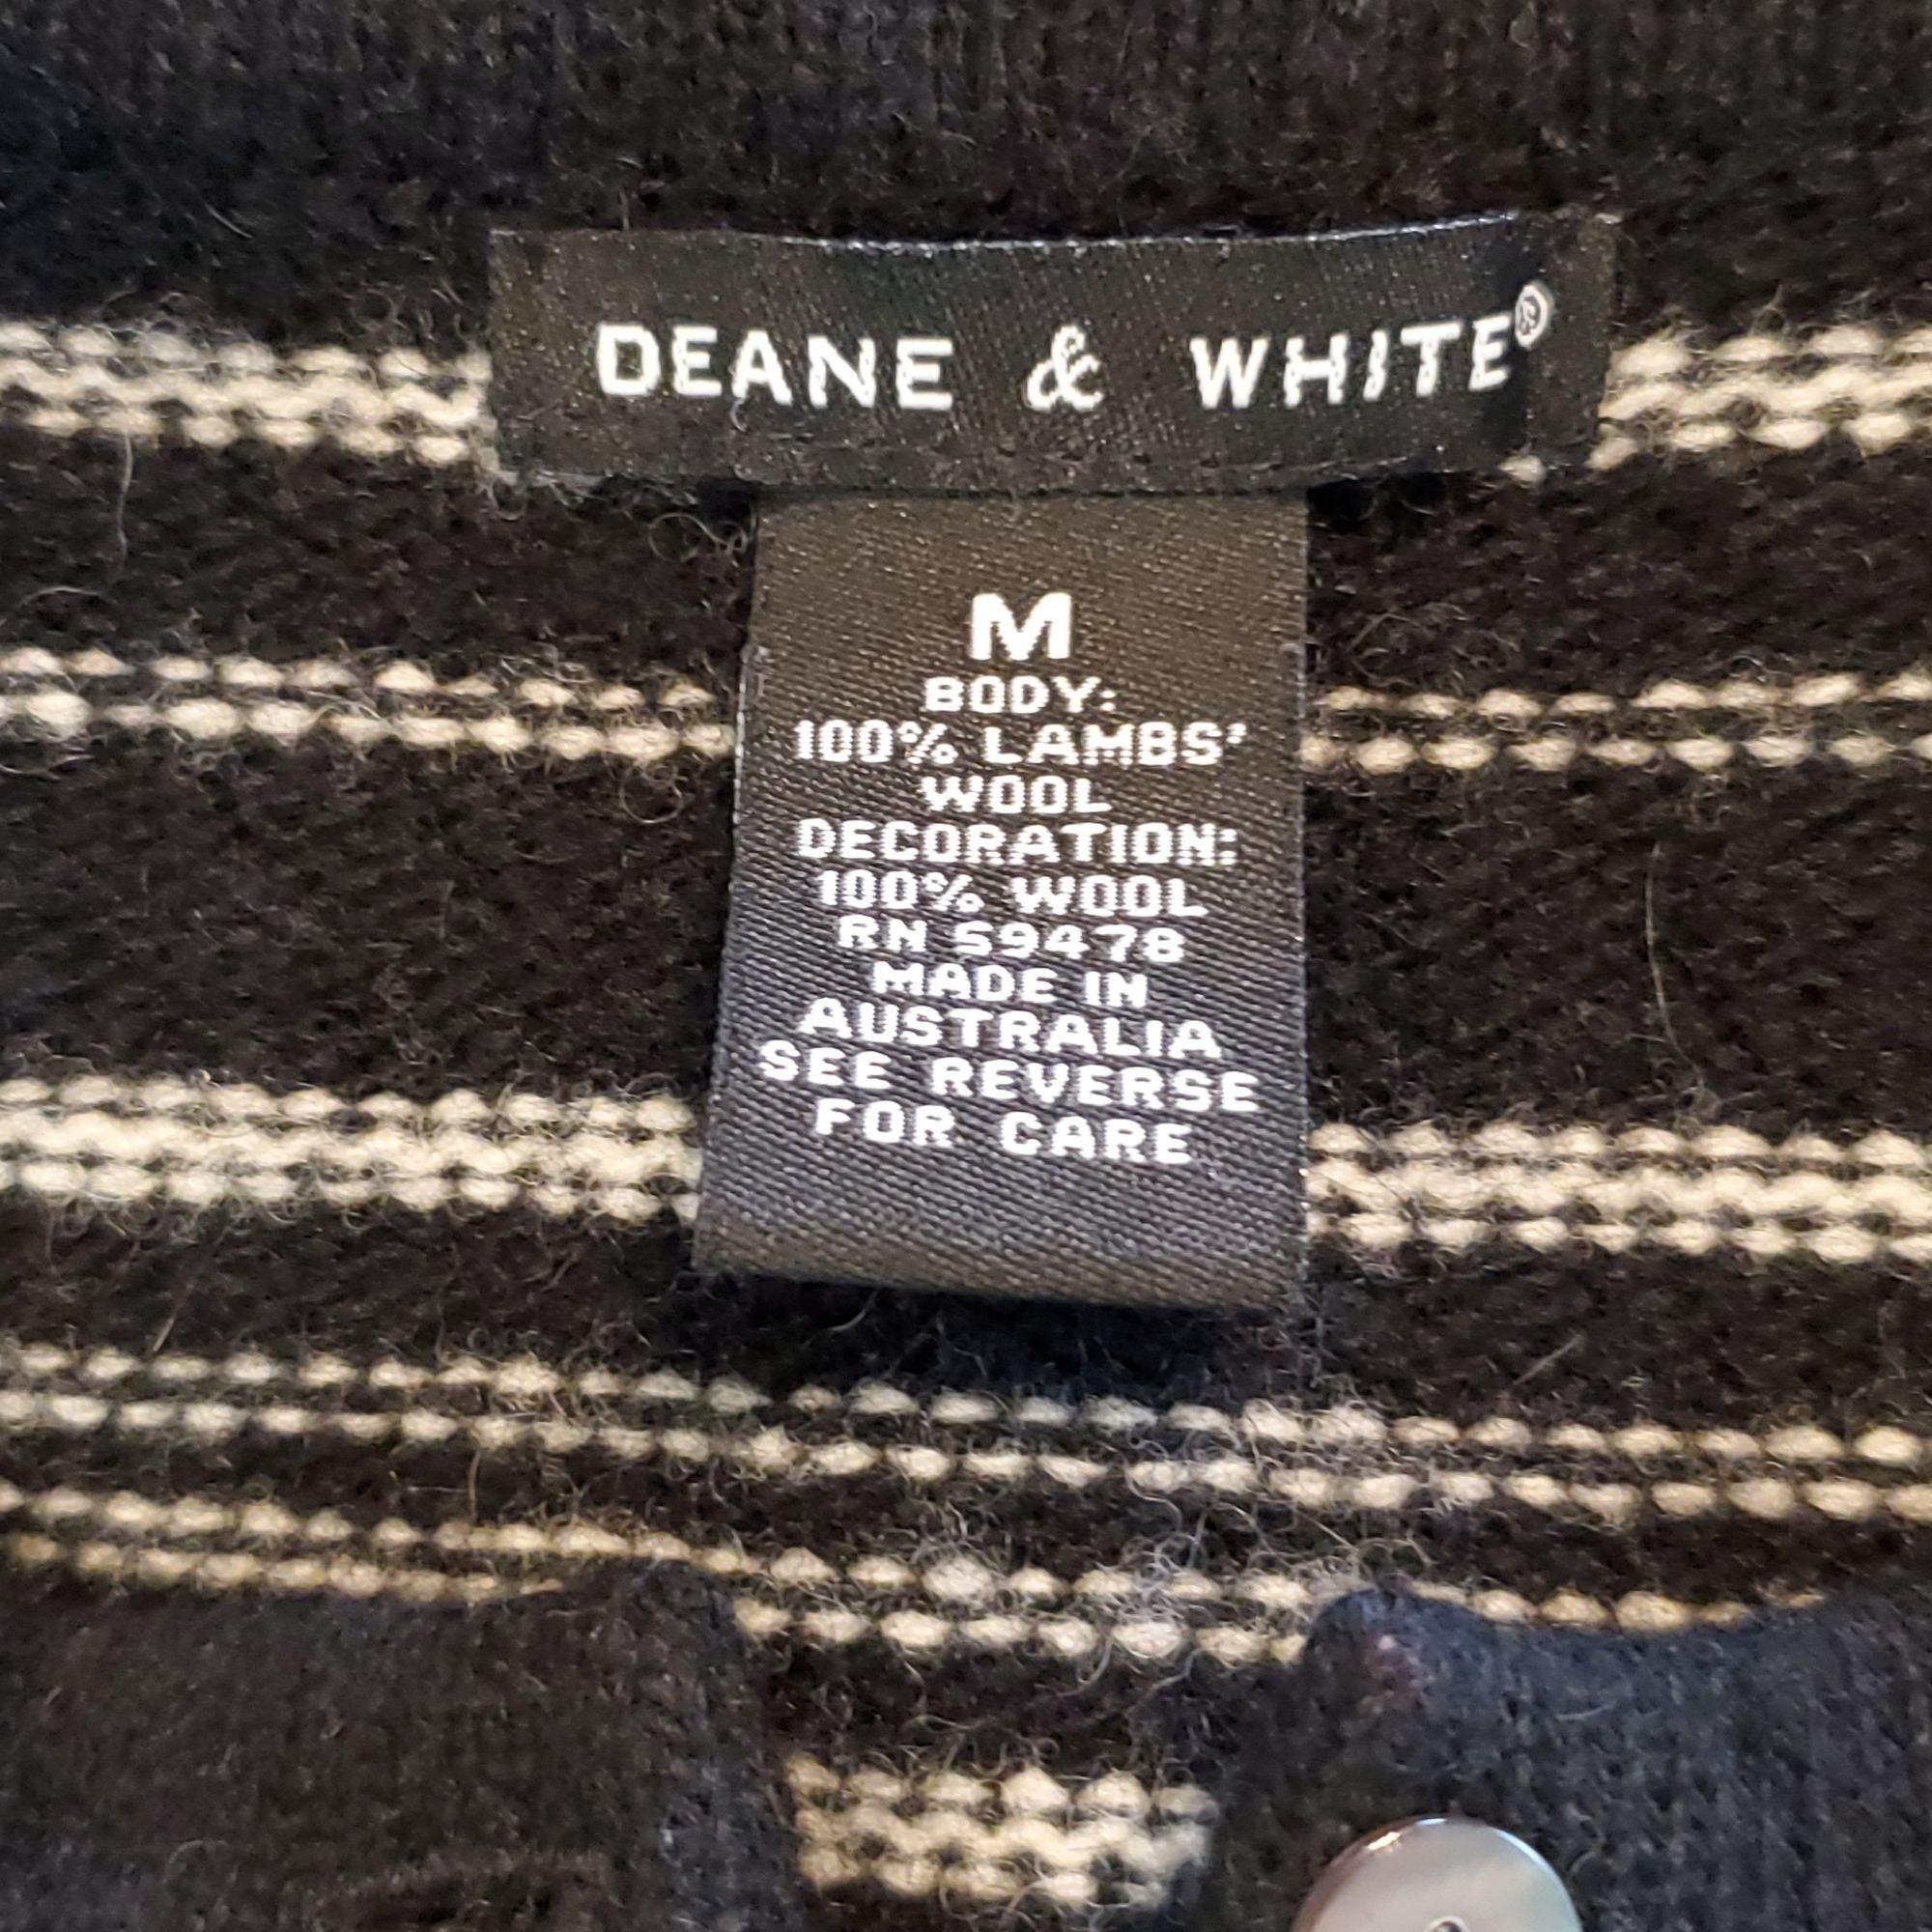 DEANE & WHITE®
M
BODY:
100% LAMBS'
WOOL
DECORATION:
100% WOOL
RN 59478
MADE IN
AUSTRALIA
SEE REVERSE
FOR CARE